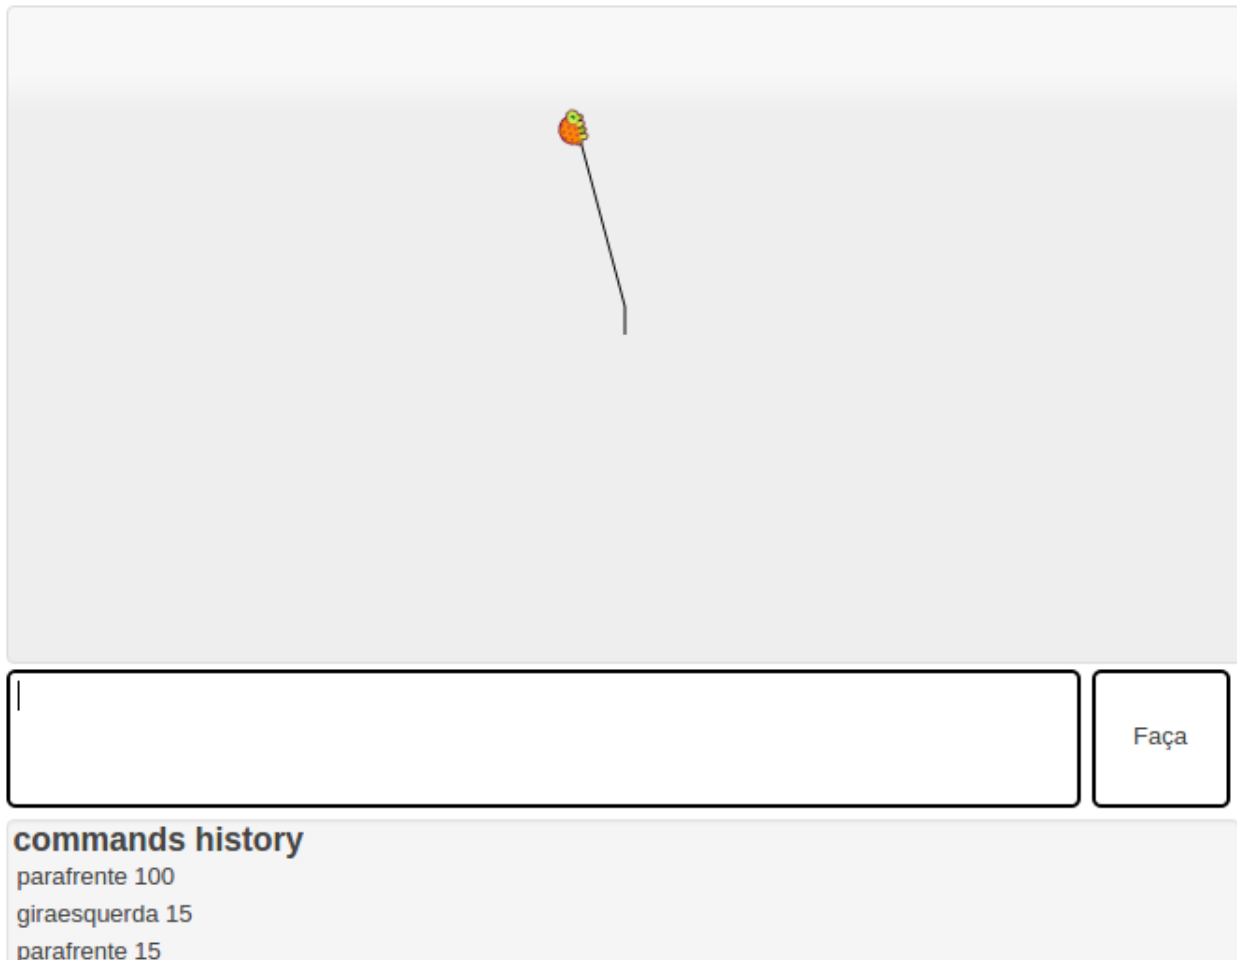 Faça
commands history
parafrente 100
giraesquerda 15
parafrente 15